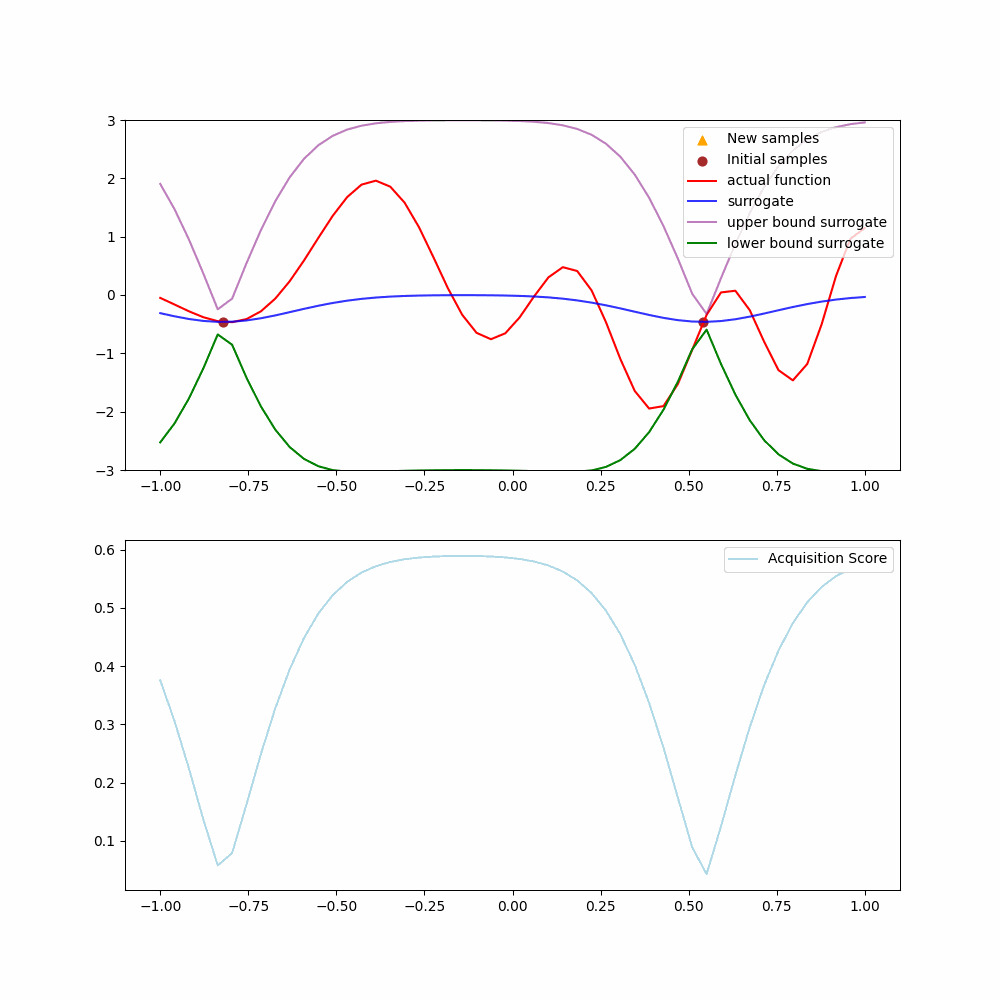 3
2
1
0
−1
−2
−3
New samples
Initial samples
actual function
surrogate
upper bound surrogate
lower bound surrogate
−1.00 −0.75 −0.50 −0.25 0.00 0.25 0.50 0.75 1.00
0.6
0.5
0.4
0.3
0.2
0.1
Acquisition Score
−1.00 −0.75 −0.50 −0.25 0.00 0.25 0.50 0.75 1.00